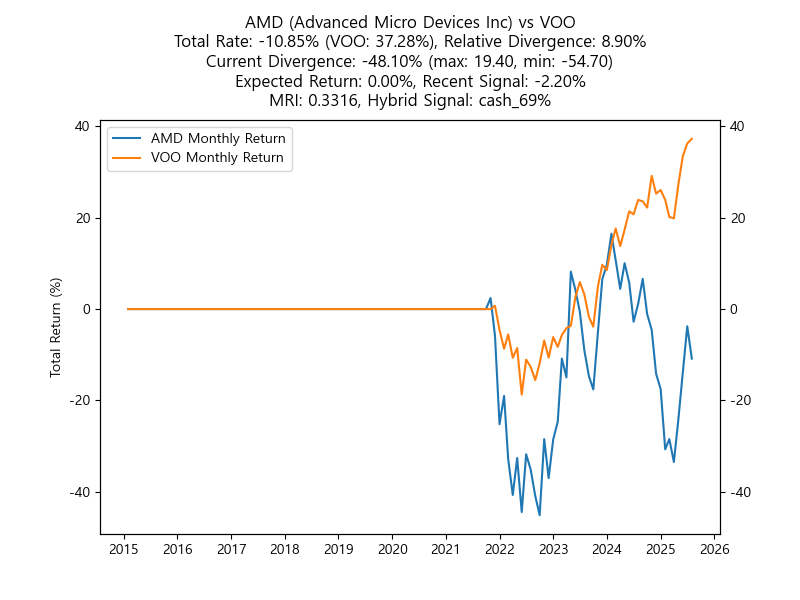 AMD (Advanced Micro Devices Inc) vs VOO
Total Rate: -10.85% (VOO: 37.28%), Relative Divergence: 8.90%
Current Divergence: -48.10% (max: 19.40, min: -54.70)
Expected Return: 0.00%, Recent Signal: -2.20%
MRI: 0.3316, Hybrid Signal: cash_69%
AMD Monthly Return
VOO Monthly Return
Total Return (%)
40
20
0
-20
-40
40
20
0
-20
-40
2015 2016 2017 2018 2019 2020 2021 2022 2023 2024 2025 2026